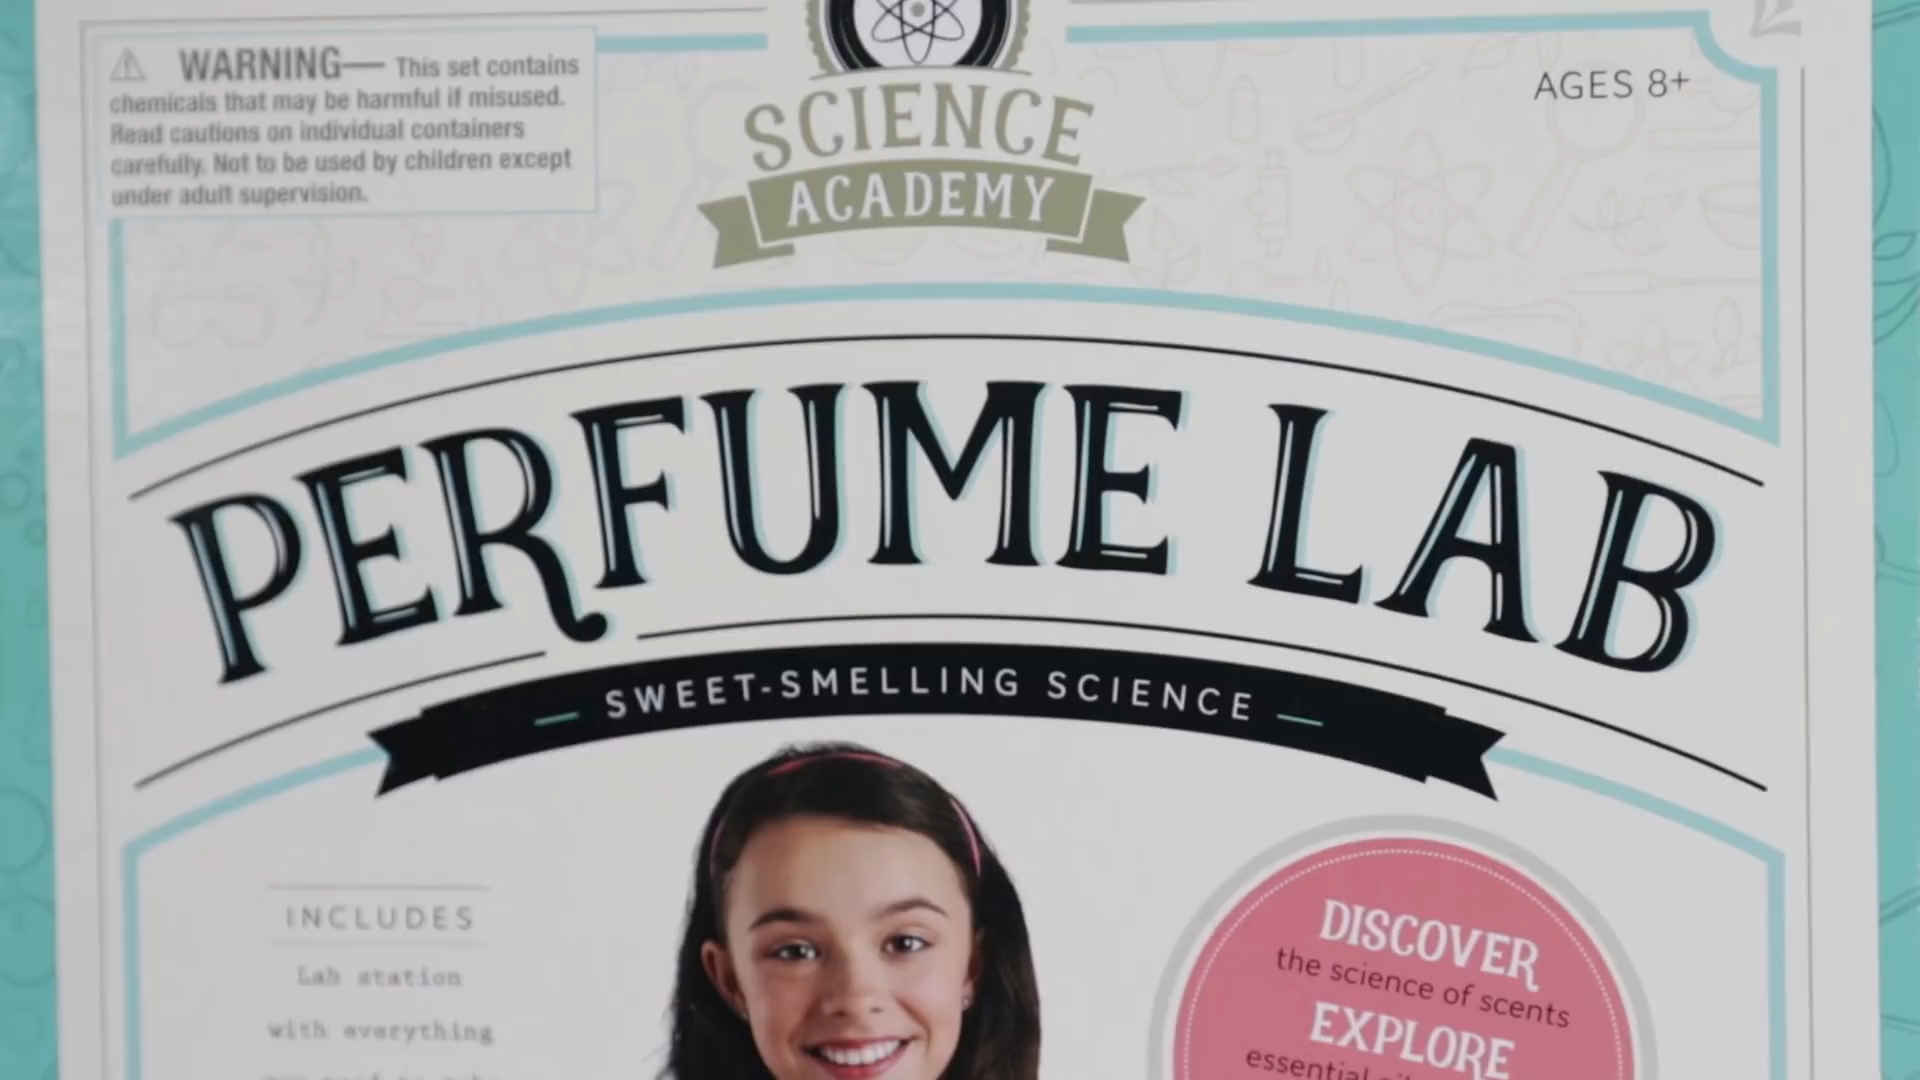 WARNING— This set contains
chemicals that may be harmful if misused.
Read cautions on individual containers
carefully. Not to be used by children except
under adult supervision.
SCIENCE
ACADEMY
AGES 8+
PERFUME LAB
— SWEET-SMELLING SCIENCE —
INCLUDES
Lab station
with everything
DISCOVER
the science of scents
EXPLORE
essential